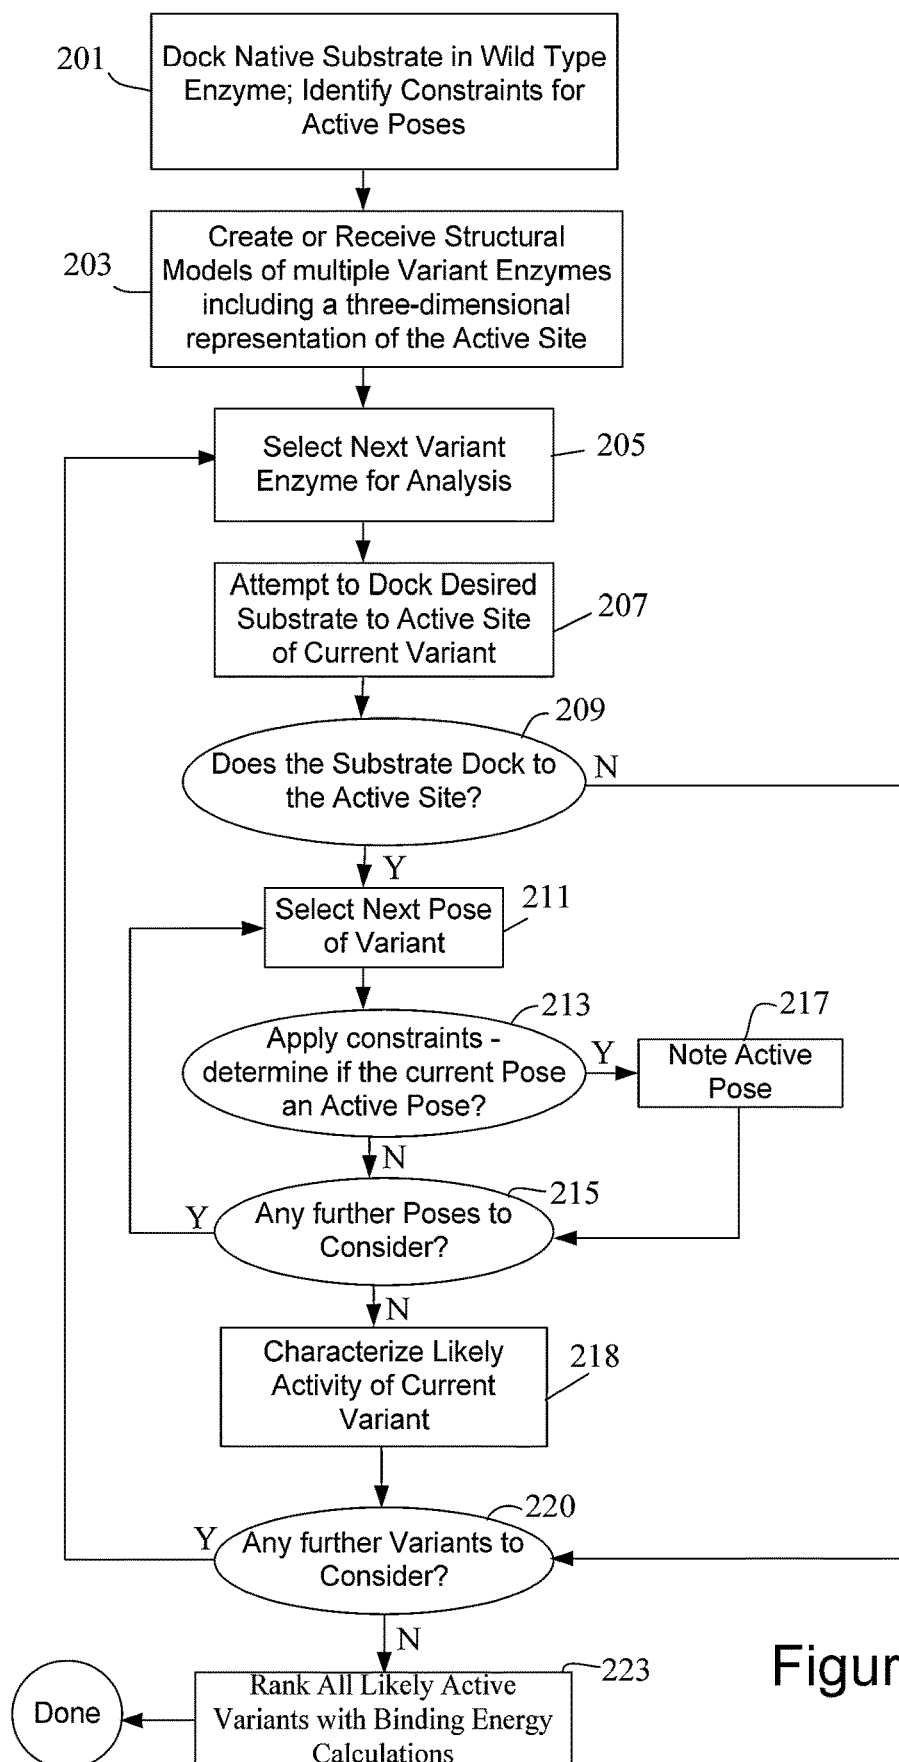 201
Dock Native Substrate in Wild Type
Enzyme; Identify Constraints for
Active Poses
203
Create or Receive Structural
Models of multiple Variant Enzymes
including a three-dimensional
representation of the Active Site
Select Next Variant
Enzyme for Analysis
205
Attempt to Dock Desired
Substrate to Active Site
of Current Variant
207
209
Does the Substrate Dock to
the Active Site?
N
Y
Select Next Pose
of Variant
211
213
Apply constraints -
determine if the current Pose
an Active Pose?
Y
217
Note Active
Pose
N
215
Any further Poses to
Consider?
Y
N
Characterize Likely
Activity of Current
Variant
218
220
Any further Variants to
Consider?
Y
N
223
Rank All Likely Active
Variants with Binding Energy
Calculations
Done
Figur